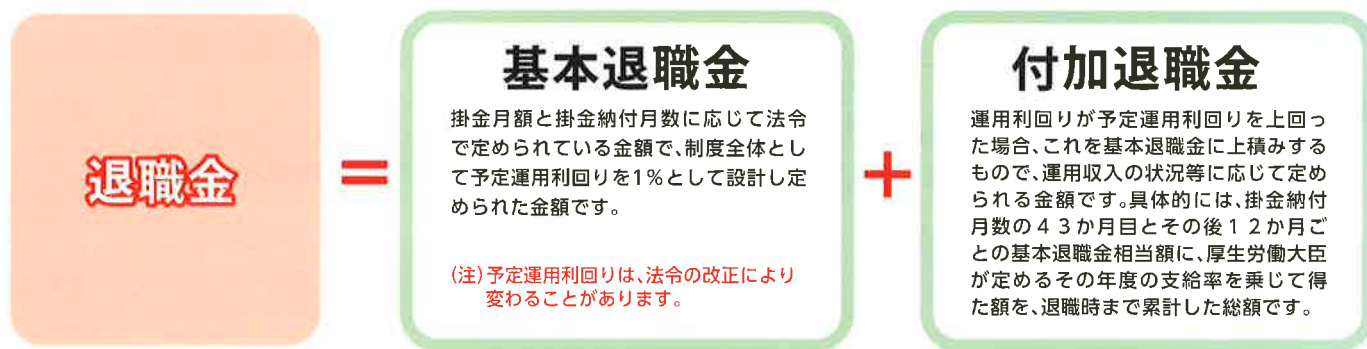 退職金
=
基本退職金
掛金月額と掛金納付月数に応じて法令
で定められている金額で、制度全体とし
て予定運用利回りを1%として設計し定
められた金額です。
(注)予定運用利回りは、法令の改正により
変わることがあります。
+
付加退職金
運用利回りが予定運用利回りを上回っ
た場合、これを基本退職金に上積みする
もので、運用収入の状況等に応じて定め
られる金額です。具体的には、掛金納付
月数の43か月目とその後12か月ご
との基本退職金相当額に、厚生労働大臣
が定めるその年度の支給率を乗じて得
た額を、退職時まで累計した総額です。